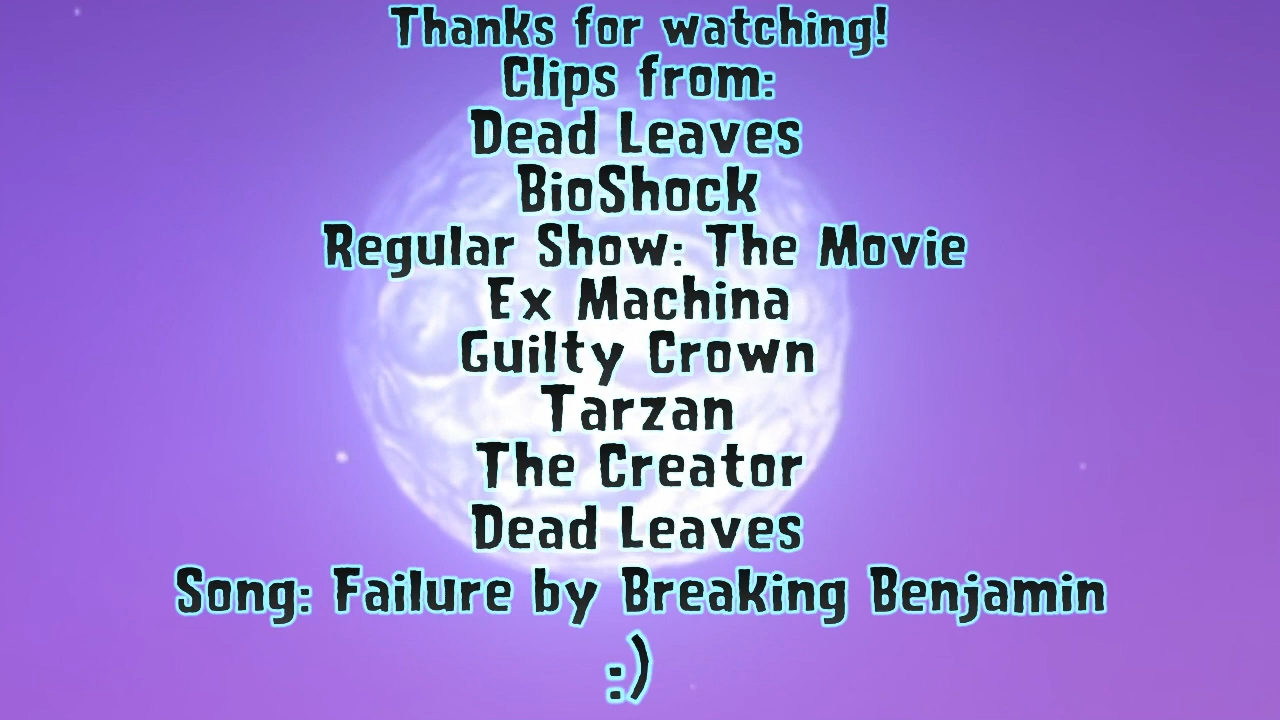 Thanks for watching!
Clips from:
Dead Leaves
BioShock
Regular Show: The Movie
Ex Machina
Guilty Crown
Tarzan
The Creator
Dead Leaves
Song: Failure by Breaking Benjamin
:)